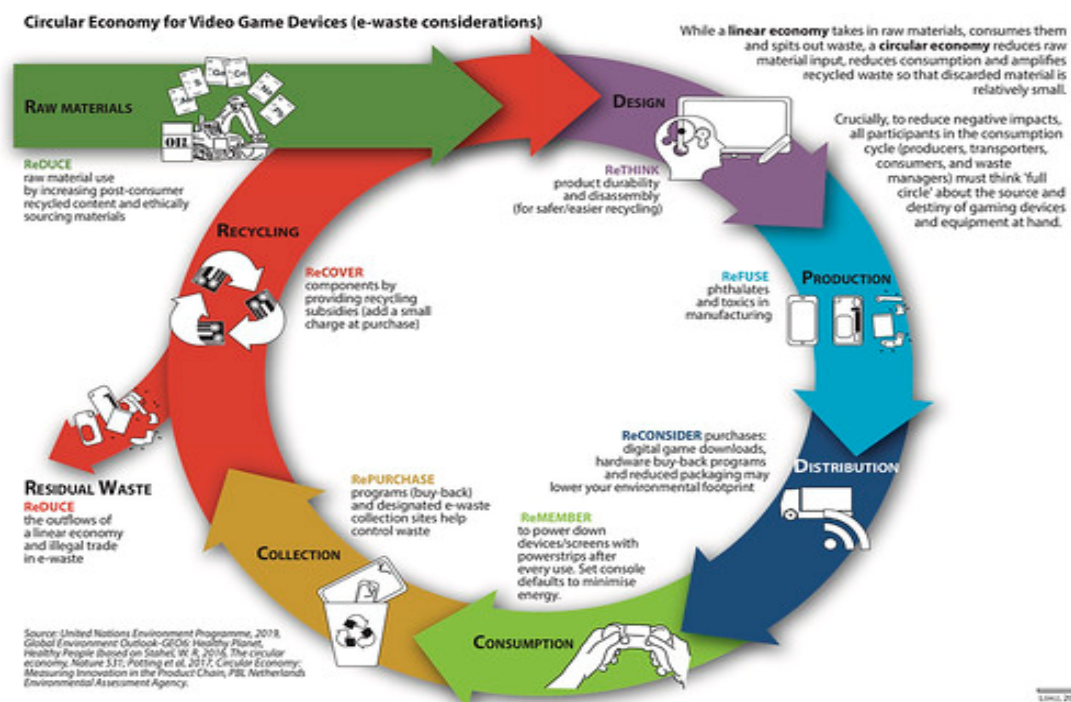 Circular Economy for Video Game Devices (e-waste considerations)
While a linear economy takes in raw materials, consumes them
and spits out waste, a circular economy reduces raw
material input, reduces consumption and amplifies
recycled waste so that discarded material is
relatively small.
Crucially, to reduce negative impacts,
all participants in the consumption
cycle (producers, transporters,
consumers, and waste
managers) must think 'full
circle' about the source and
destiny of gaming devices
and equipment at hand.
RAW MATERIALS
OIL
ReDUCE
raw material use
by increasing post-consumer
recycled content and ethically
sourcing materials
DESIGN
ReTHINK
product durability
and disassembly
(for safer/easier recycling)
PRODUCTION
ReFUSE
phthalates
and toxics in
manufacturing
DISTRIBUTION
ReCONSIDER purchases:
digital game downloads,
hardware buy-back programs
and reduced packaging may
lower your environmental footprint
CONSUMPTION
ReMEMBER
to power down
devices/screens with
powerstrips after
every use. Set console
defaults to minimise
energy.
COLLECTION
RePURCHASE
programs (buy-back)
and designated e-waste
collection sites help
control waste
RECYCLING
ReCOVER
components by
providing recycling
subsidies (add a small
charge at purchase)
RESIDUAL WASTE
ReDUCE
the outflows of
a linear economy
and illegal trade
in e-waste
Source: United Nations Environment Programme, 2019,
Global Environment Outlook-GEO6: Healthy Planet,
Healthy People (based on Stahel, W. R. 2016, The circular
economy, Nature 531; Potting et al. 2017, Circular Economy:
Measuring Innovation in the Product Chain, PBL Netherlands
Environmental Assessment Agency.